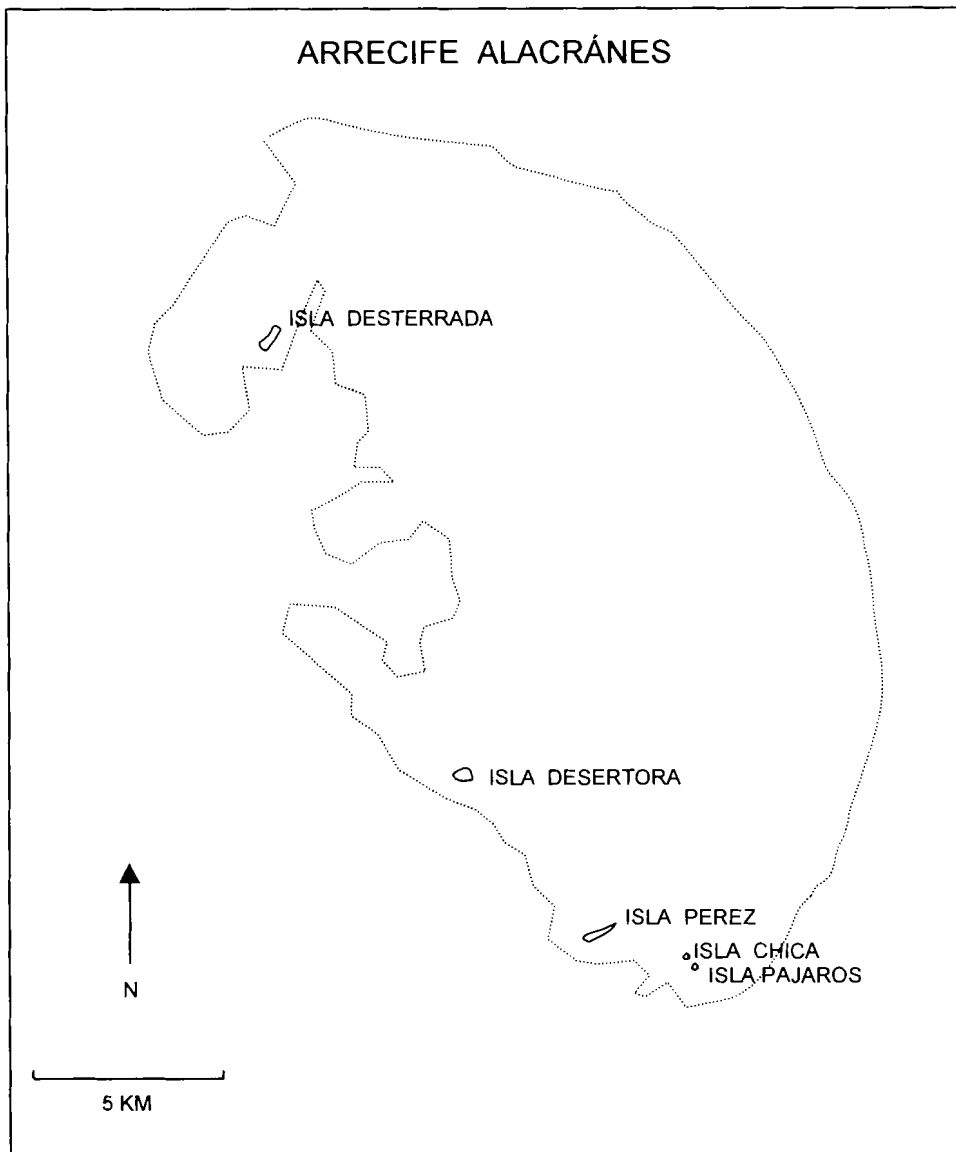 ARRECIFE ALACRÁNES
ISLA DESTERRADA
ISLA DESERTORA
ISLA PEREZ
ISLA CHICA
ISLA PAJAROS
N
5 KM